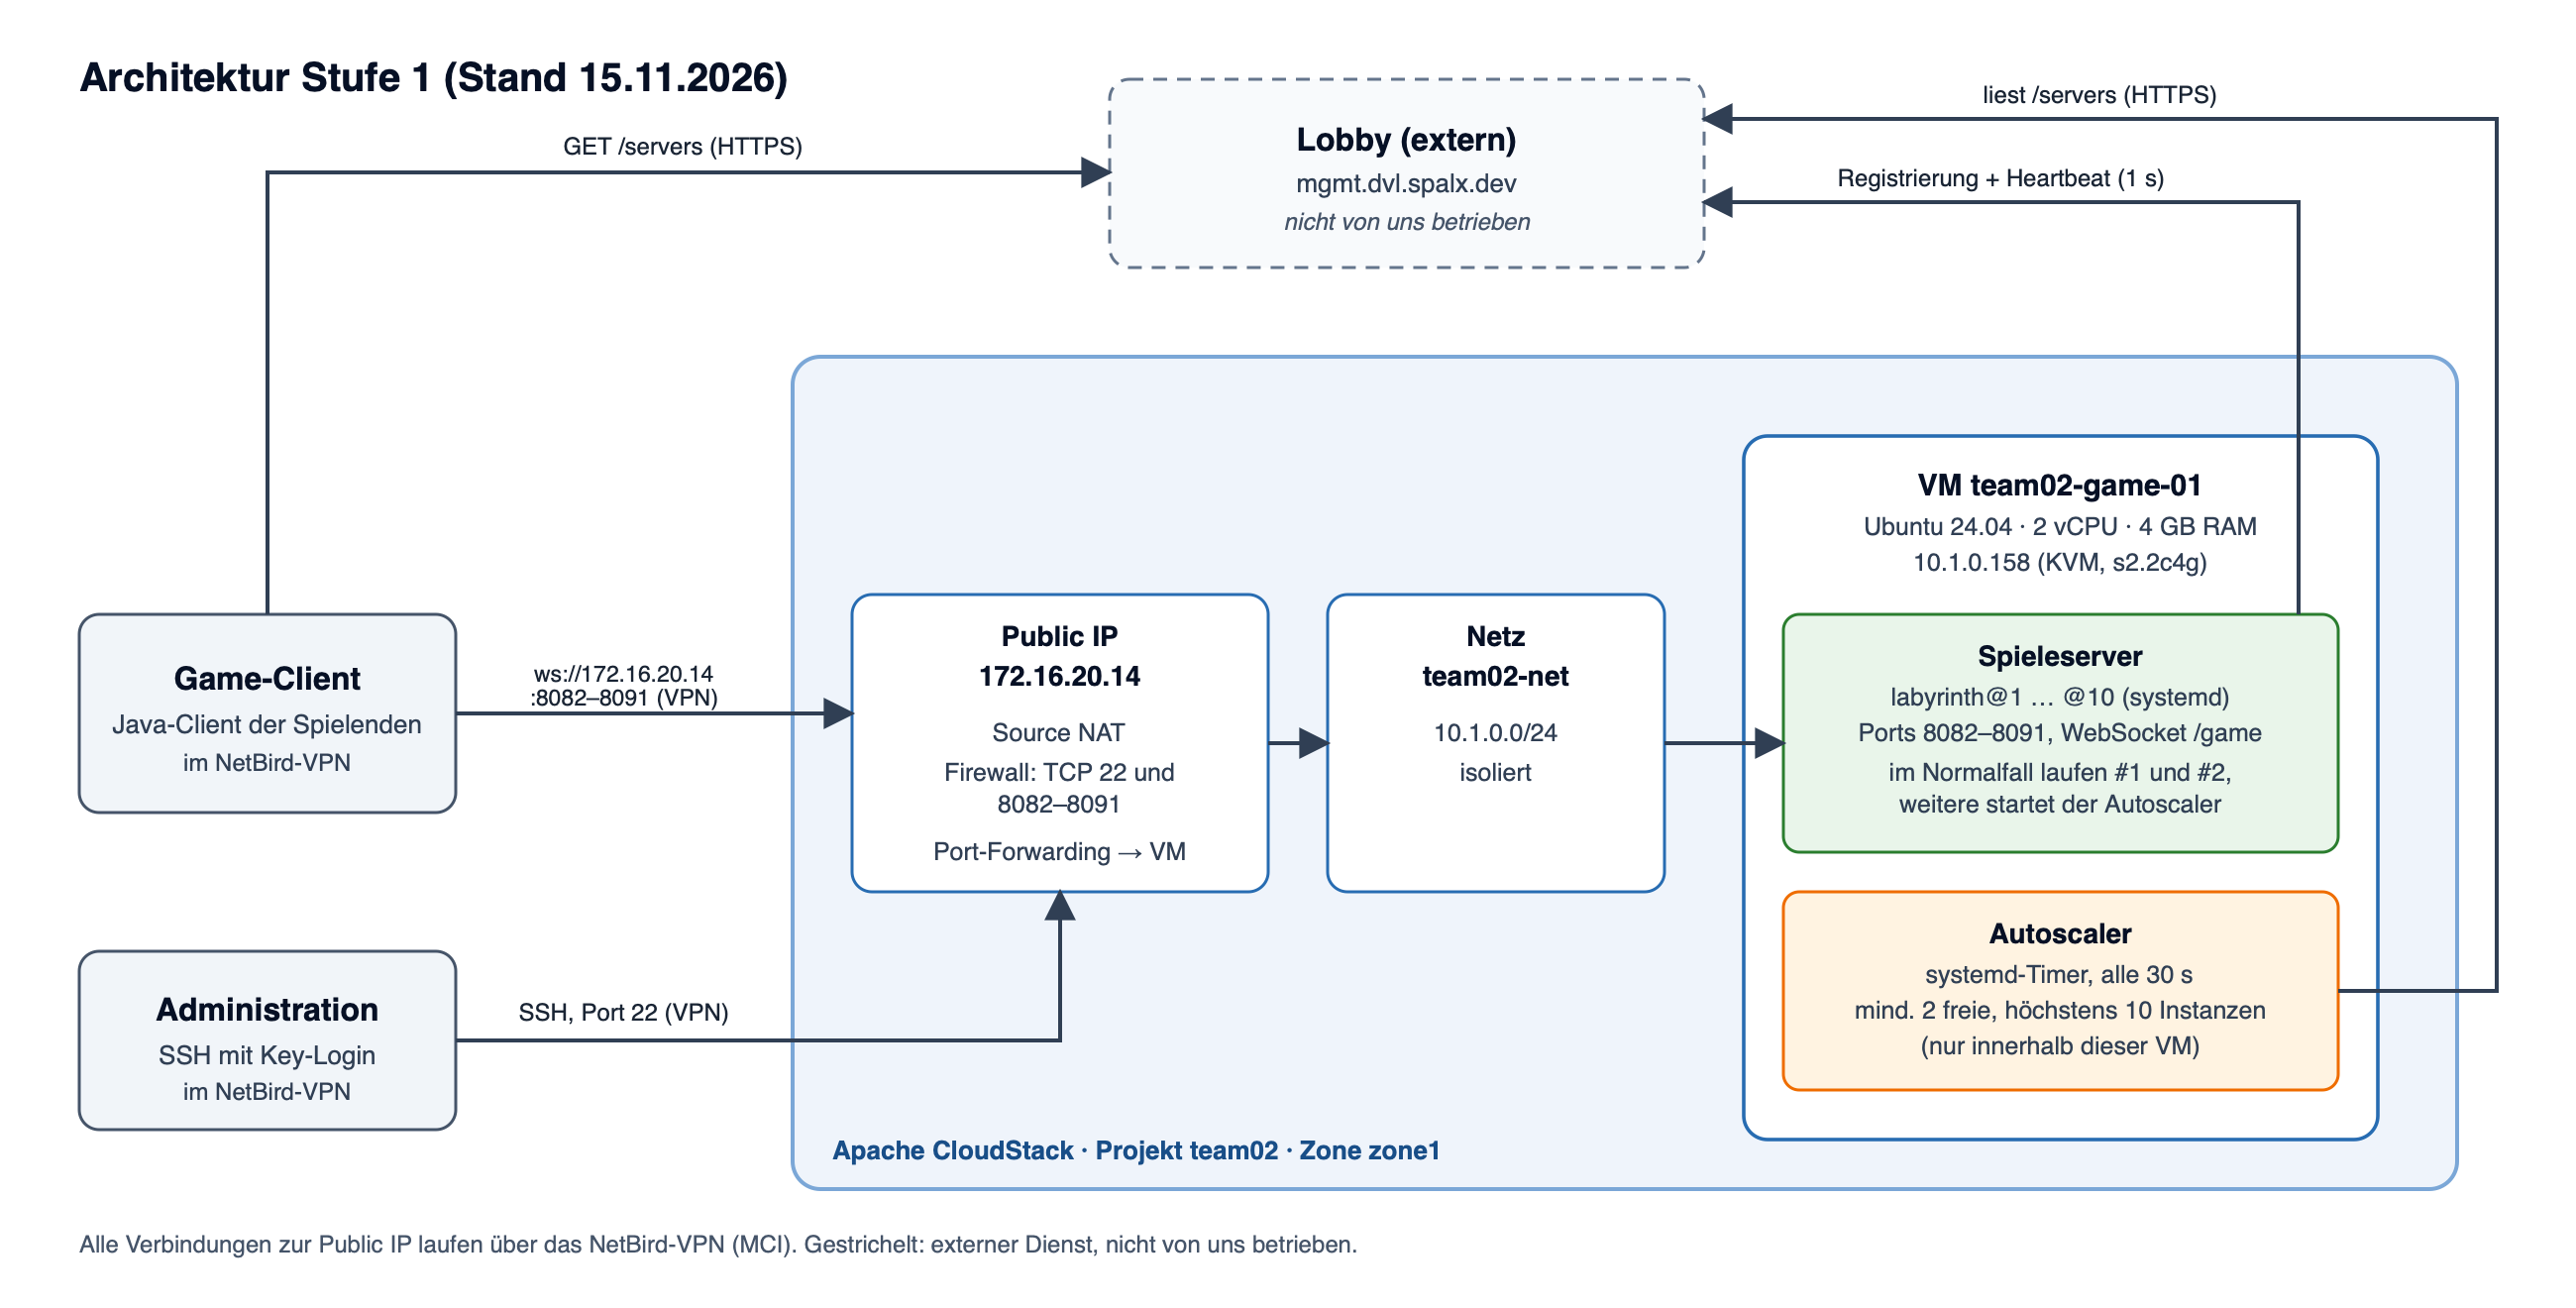 Architektur Stufe 1 (Stand 15.11.2026)
GET /servers (HTTPS)
Lobby (extern)
mgmt.dvl.spalx.dev
nicht von uns betrieben
liest /servers (HTTPS)
Registrierung + Heartbeat (1 s)
Game-Client
Java-Client der Spielenden
im NetBird-VPN
ws://172.16.20.14
:8082–8091 (VPN)
Public IP
172.16.20.14
Source NAT
Firewall: TCP 22 und
8082–8091
Port-Forwarding → VM
Netz
team02-net
10.1.0.0/24
isoliert
VM team02-game-01
Ubuntu 24.04 · 2 vCPU · 4 GB RAM
10.1.0.158 (KVM, s2.2c4g)
Spieleserver
labyrinth@1 … @10 (systemd)
Ports 8082–8091, WebSocket /game
im Normalfall laufen #1 und #2,
weitere startet der Autoscaler
Autoscaler
systemd-Timer, alle 30 s
mind. 2 freie, höchstens 10 Instanzen
(nur innerhalb dieser VM)
Administration
SSH mit Key-Login
im NetBird-VPN
SSH, Port 22 (VPN)
Apache CloudStack · Projekt team02 · Zone zone1
Alle Verbindungen zur Public IP laufen über das NetBird-VPN (MCI). Gestrichelt: externer Dienst, nicht von uns betrieben.